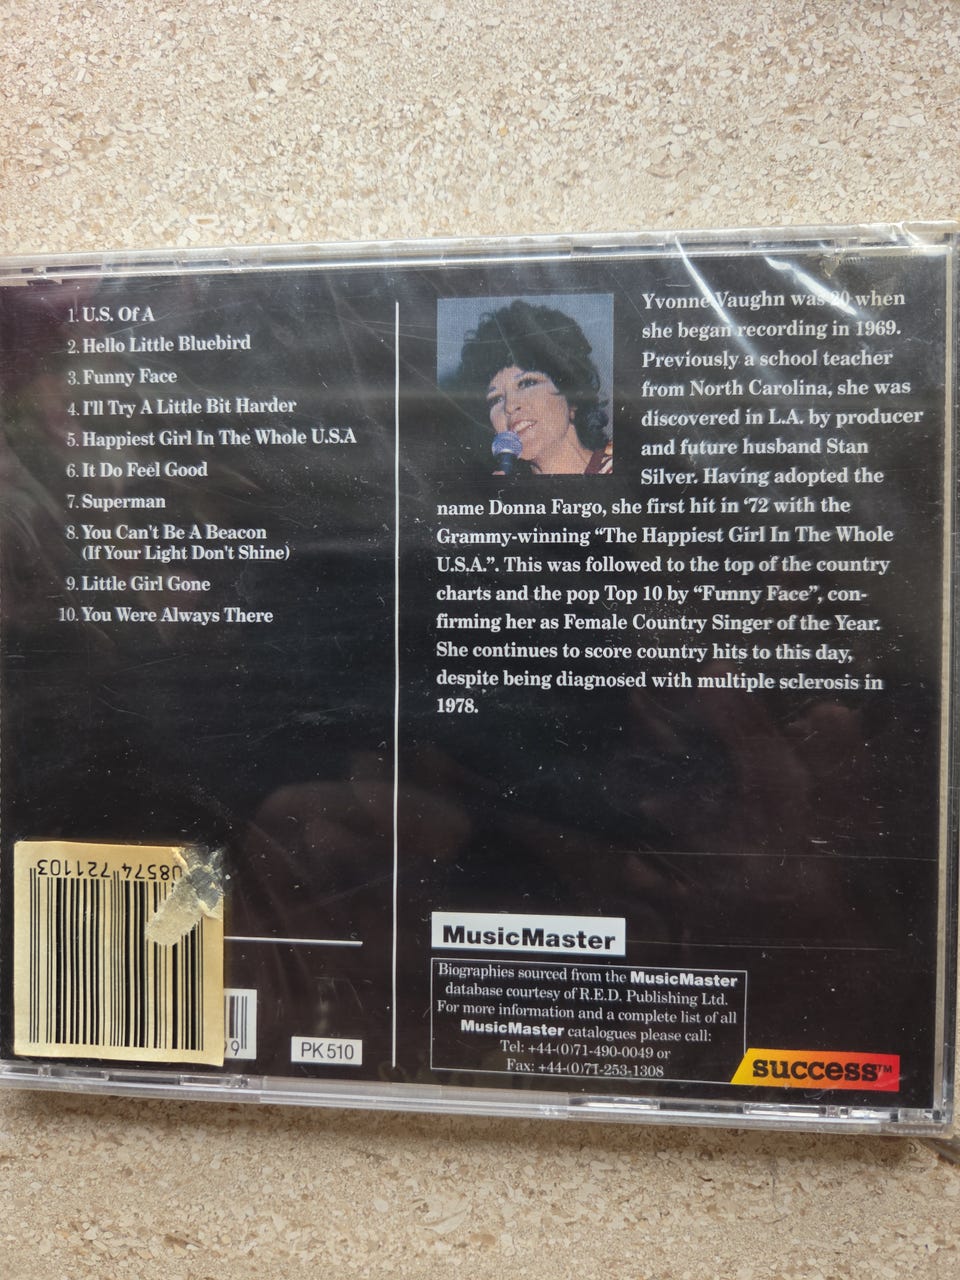 1. U.S. Of A
2. Hello Little Bluebird
3. Funny Face
4. I'll Try A Little Bit Harder
5. Happiest Girl In The Whole U.S.A
6. It Do Feel Good
7. Superman
8. You Can't Be A Beacon
(If Your Light Don't Shine)
9. Little Girl Gone
10. You Were Always There
Yvonne Vaughn was 20 when
she began recording in 1969.
Previously a school teacher
from North Carolina, she was
discovered in L.A. by producer
and future husband Stan
Silver. Having adopted the
name Donna Fargo, she first hit in ‘72 with the
Grammy-winning “The Happiest Girl In The Whole
U.S.A.”. This was followed to the top of the country
charts and the pop Top 10 by “Funny Face”, con-
firming her as Female Country Singer of the Year.
She continues to score country hits to this day,
despite being diagnosed with multiple sclerosis in
1978.
08574 721103
9
PK 510
MusicMaster
Biographies sourced from the MusicMaster
database courtesy of R.E.D. Publishing Ltd.
For more information and a complete list of all
MusicMaster catalogues please call:
Tel: +44-(0)71-490-0049 or
Fax: +44-(0)71-253-1308
success™